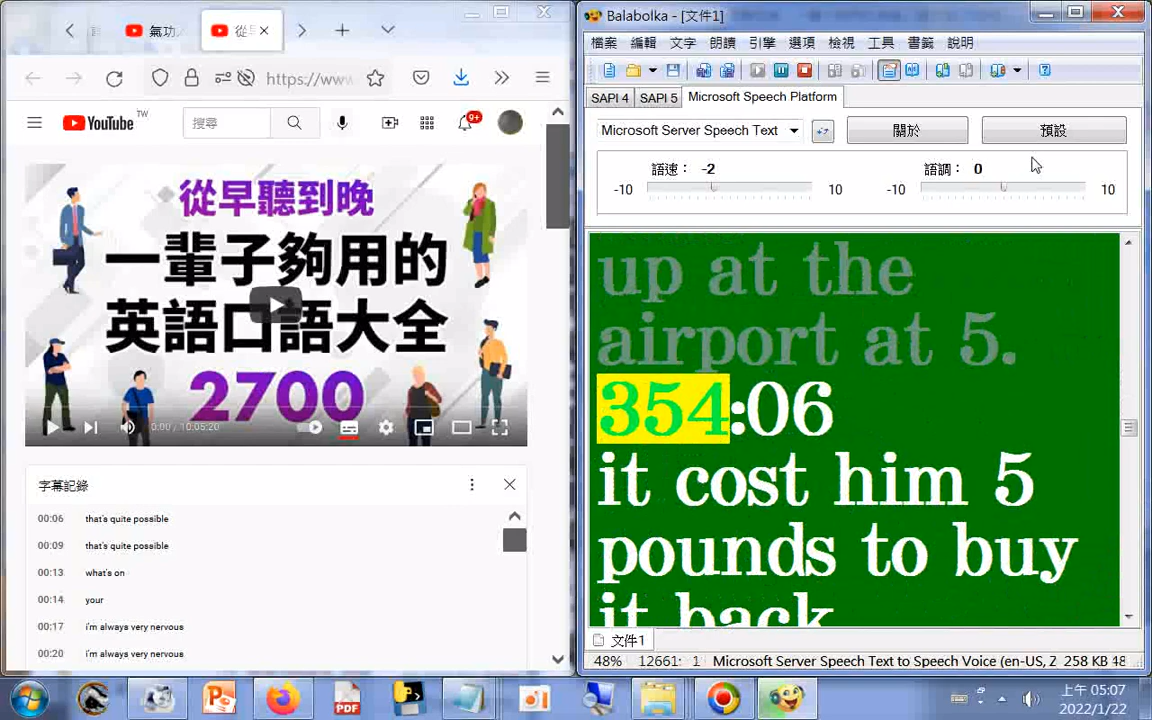 氣功
從
https://www
YouTube TW
搜尋
9+
從早聽到晚
一輩子夠用的
英語口語大全
2700
0:00 / 10:05:20
字幕記錄
00:06 that's quite possible
00:09 that's quite possible
00:13 what's on
00:14 your
00:17 i'm always very nervous
00:20 i'm always very nervous
Balabolka - [文件1]
檔案 編輯 文字 朗讀 引擎 選項 檢視 工具 書籤 說明
SAPI 4 SAPI 5 Microsoft Speech Platform
Microsoft Server Speech Text 關於 預設
語速： -2 語調： 0
-10 10 -10 10
up at the
airport at 5.
354:06
it cost him 5
pounds to buy
it back
文件1
48% 12661: 1 Microsoft Server Speech Text to Speech Voice (en-US, Z 258 KB 48
PDF
上午 05:07
2022/1/22